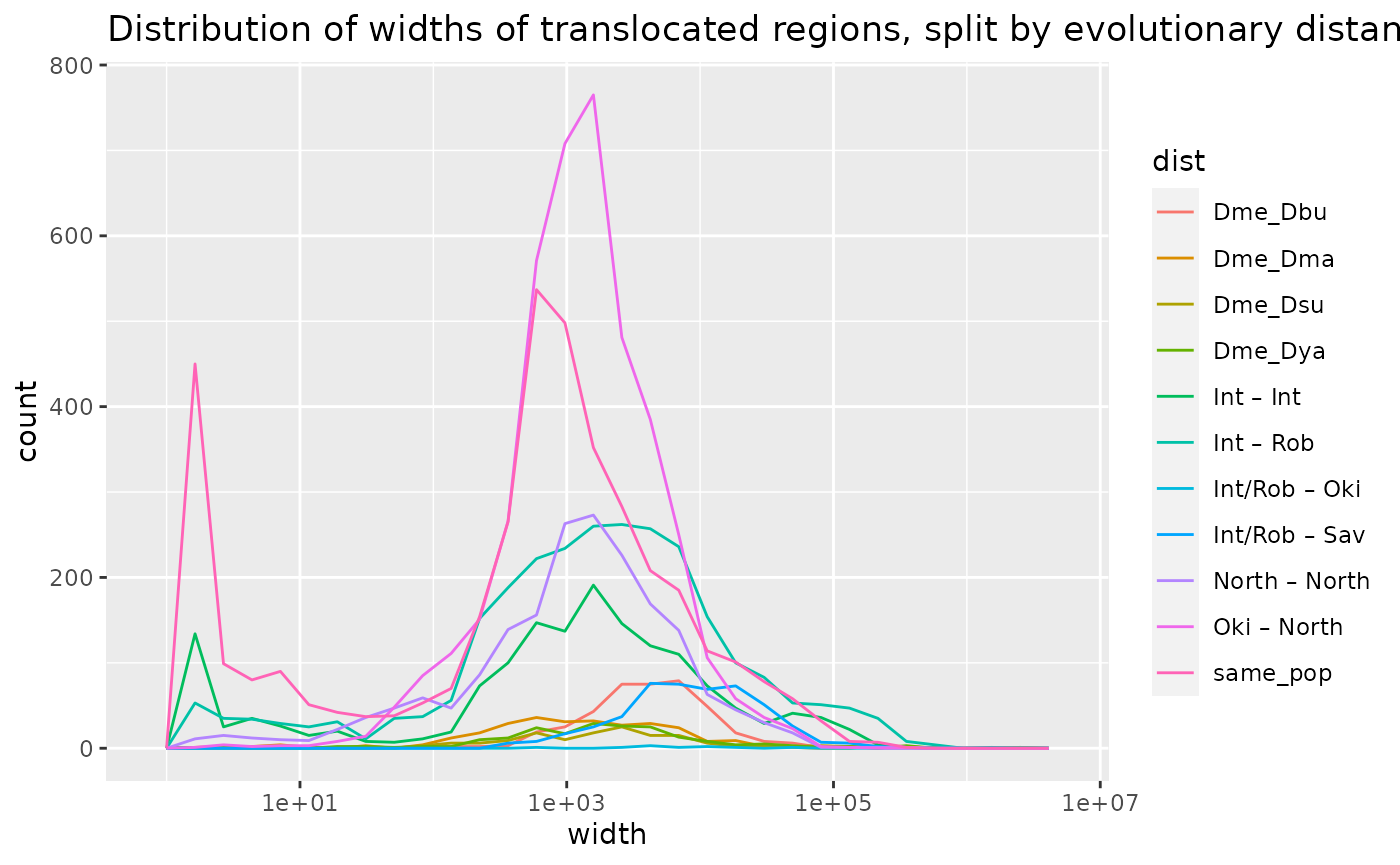 Distribution of widths of translocated regions, split by evolutionary distan
800
600
400
200
0
count
1e+01
1e+03
1e+05
1e+07
width
dist
Dme_Dbu
Dme_Dma
Dme_Dsu
Dme_Dya
Int – Int
Int – Rob
Int/Rob – Oki
Int/Rob – Sav
North – North
Oki – North
same_pop